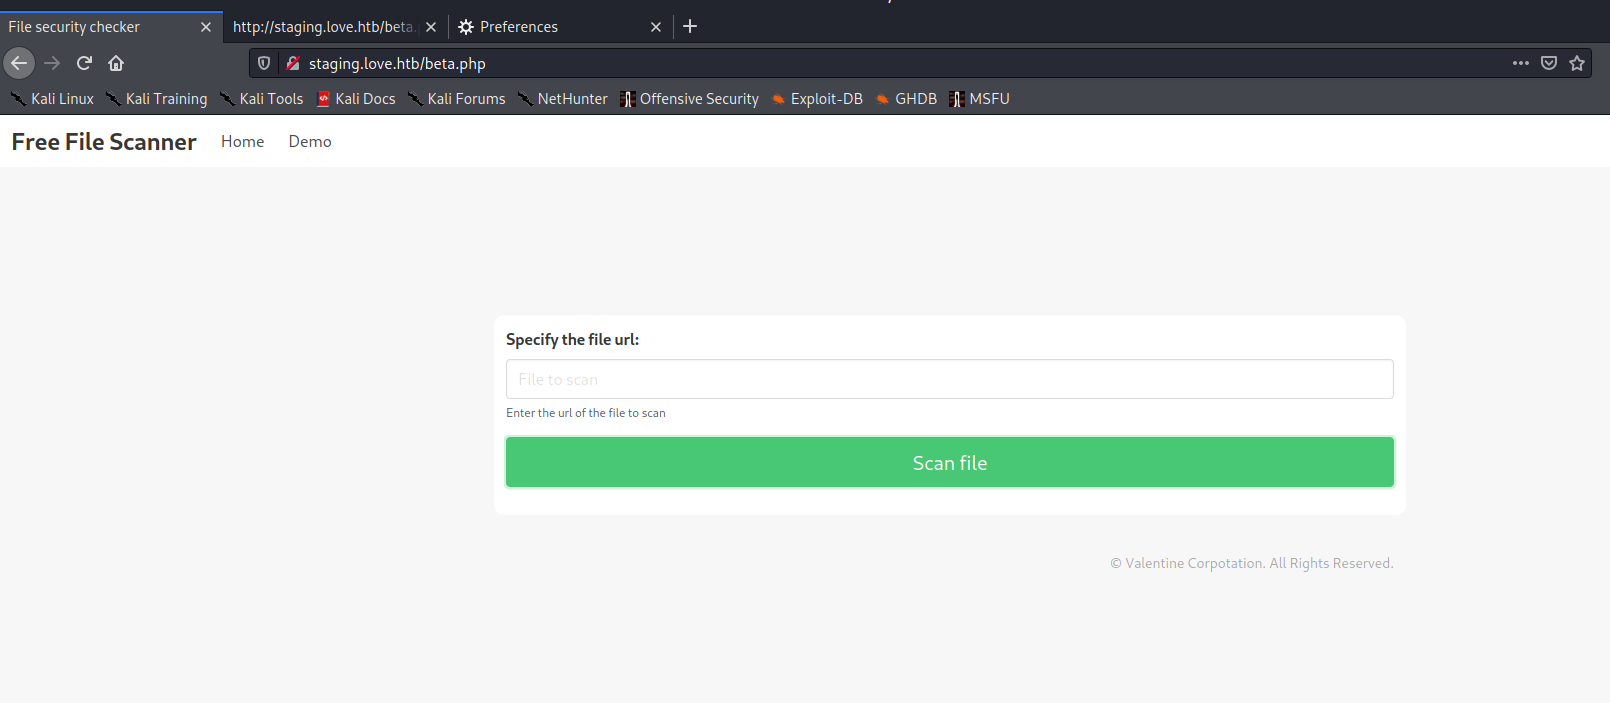 File security checker http://staging.love.htb/beta. Preferences
staging.love.htb/beta.php
Kali Linux Kali Training Kali Tools Kali Docs Kali Forums NetHunter Offensive Security Exploit-DB GHDB MSFU
Free File Scanner Home Demo
Specify the file url:
File to scan
Enter the url of the file to scan
Scan file
© Valentine Corpotation. All Rights Reserved.